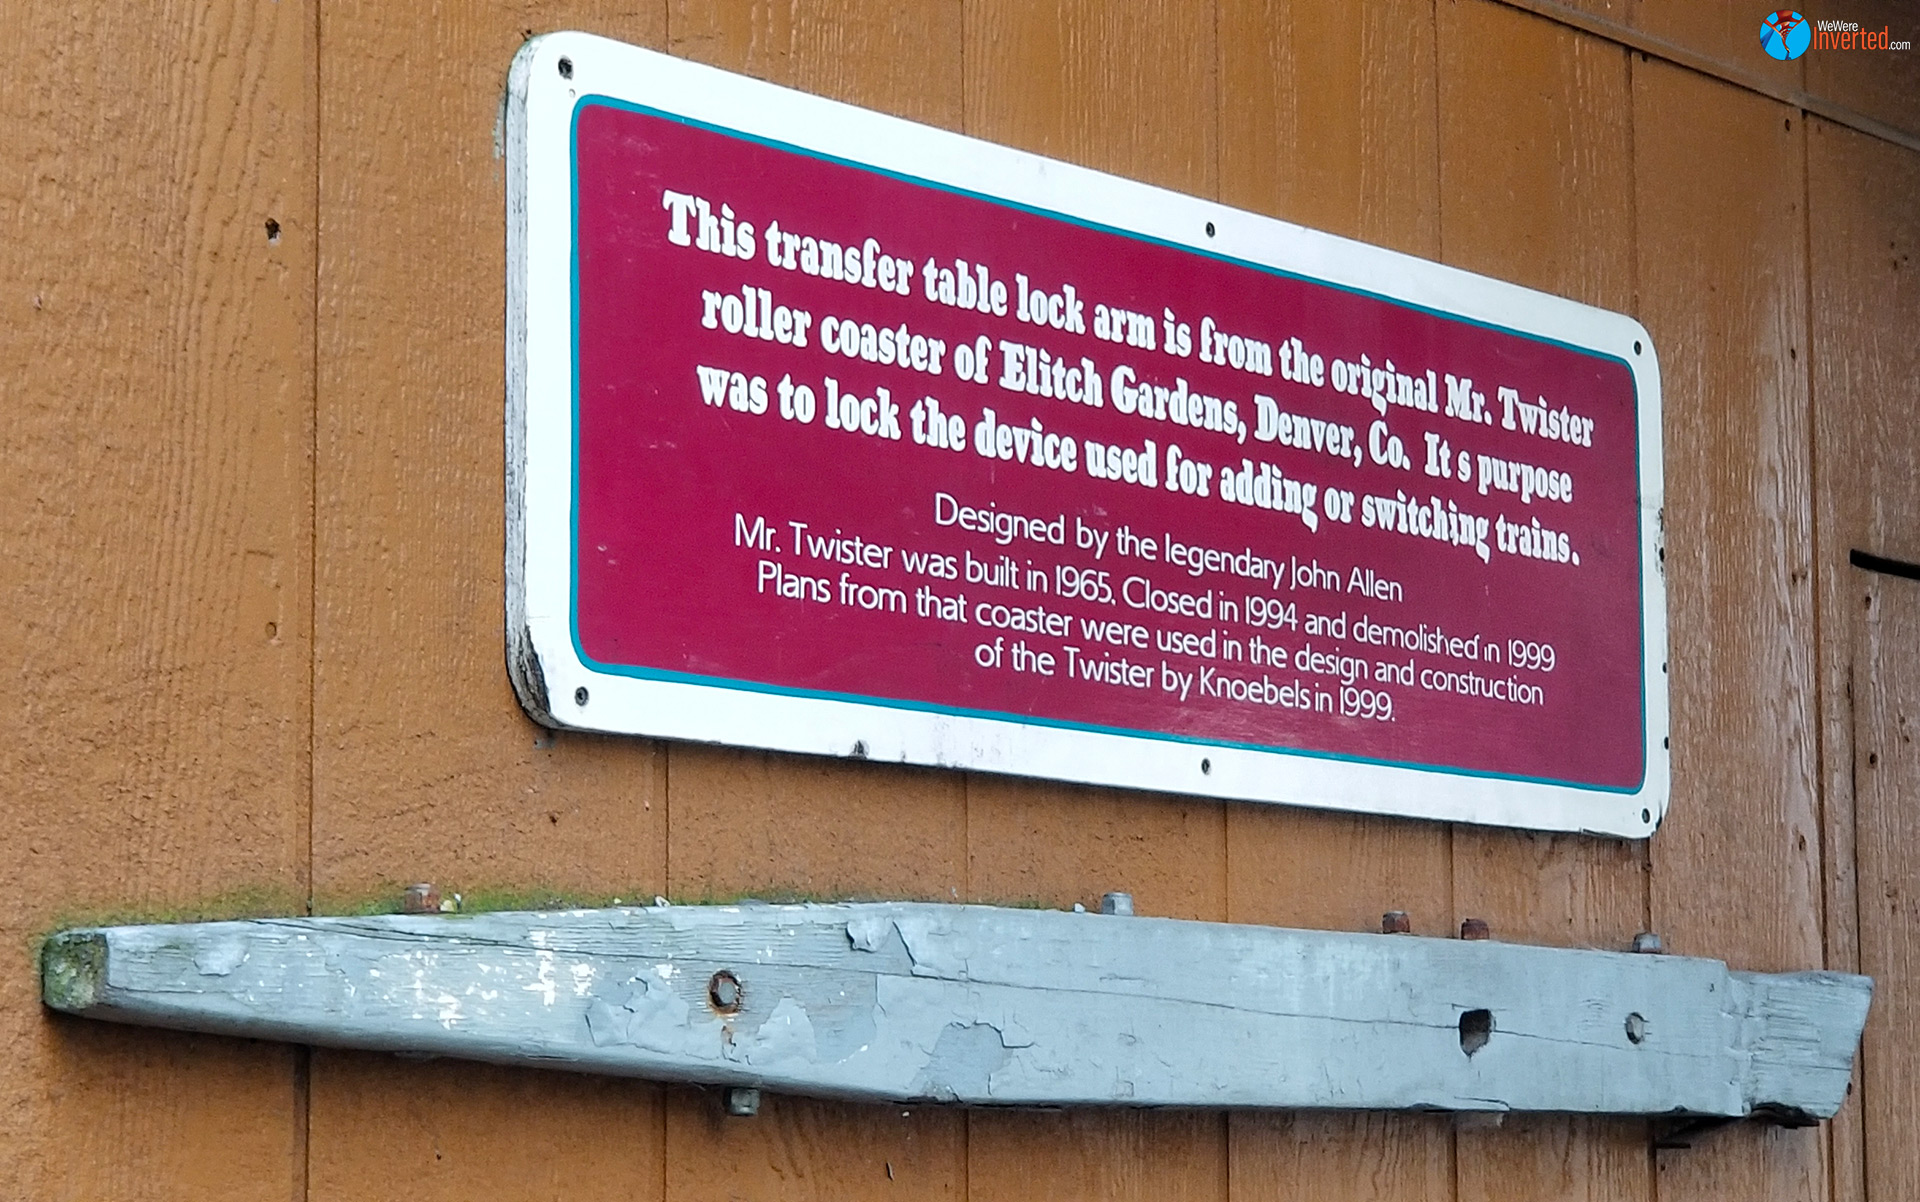 WeWere
inverted.com
This transfer table lock arm is from the original Mr. Twister
roller coaster of Elitch Gardens, Denver, Co. It s purpose
was to lock the device used for adding or switching trains.
Designed by the legendary John Allen
Mr. Twister was built in 1965. Closed in 1994 and demolished in 1999
Plans from that coaster were used in the design and construction
of the Twister by Knoebels in 1999.